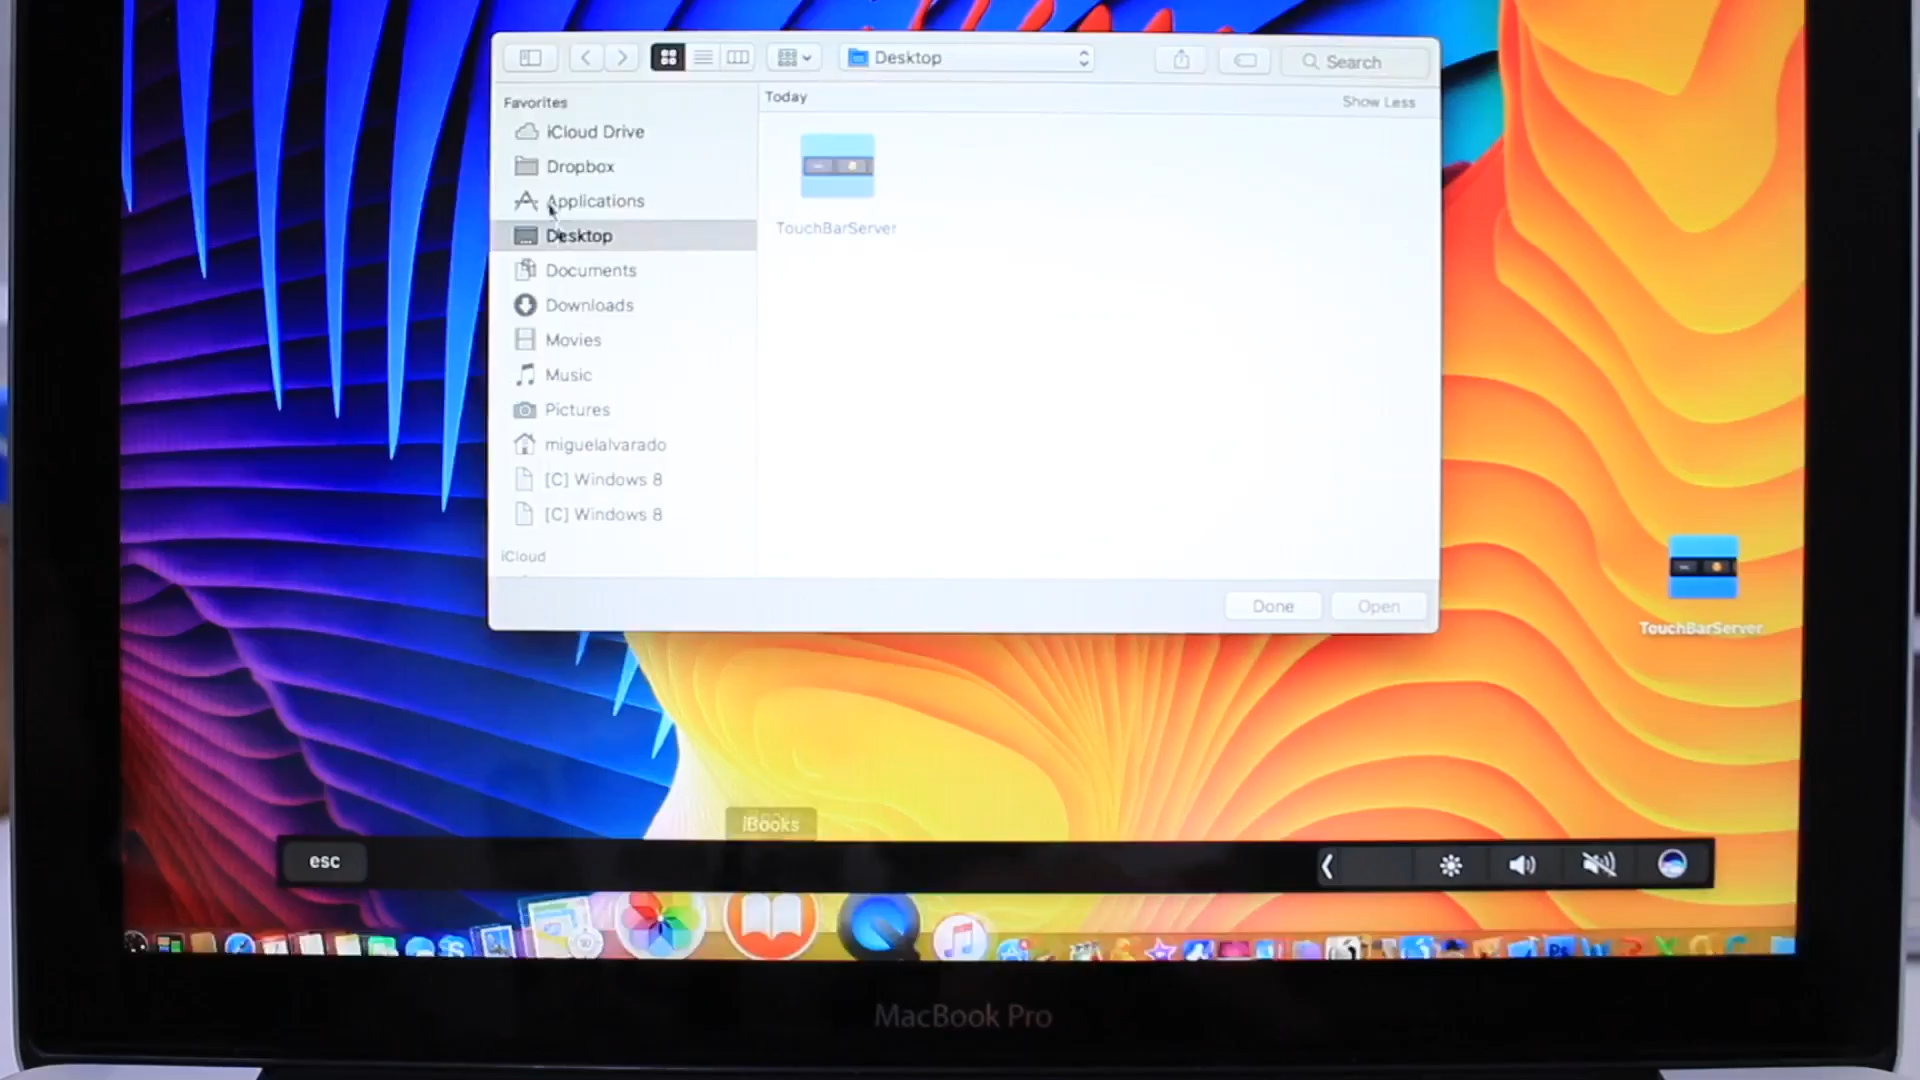 Desktop
Search
Favorites
iCloud Drive
Dropbox
Applications
Desktop
Documents
Downloads
Movies
Music
Pictures
miguelalvarado
[C] Windows 8
[C] Windows 8
iCloud
Today
Show Less
TouchBarServer
Done
Open
TouchBarServer
iBooks
esc
MacBook Pro